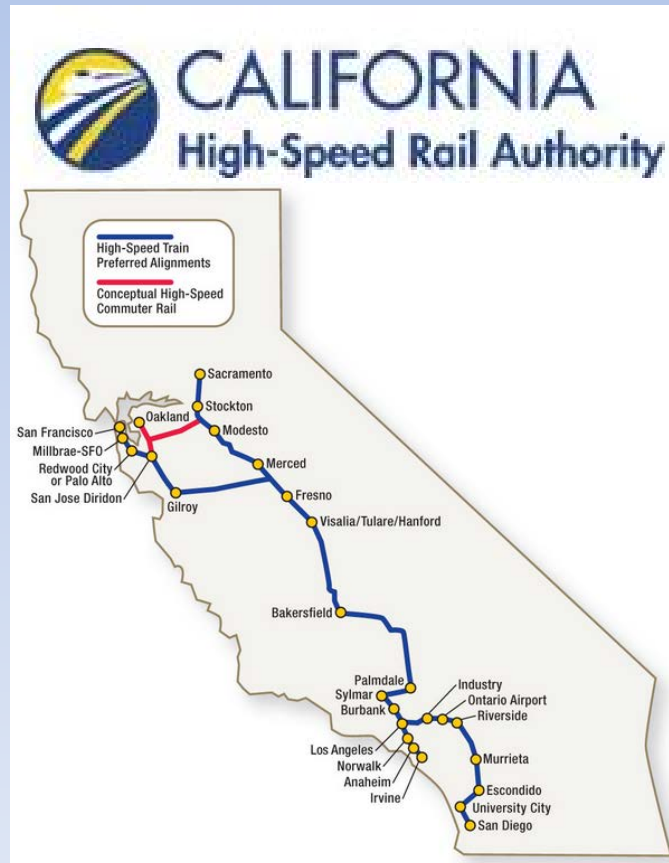 CALIFORNIA
High-Speed Rail Authority
High-Speed Train
Preferred Alignments
Conceptual High-Speed
Commuter Rail
Sacramento
Stockton
Oakland
San Francisco
Modesto
Millbrae-SFO
Redwood City
or Palo Alto
Merced
San Jose Diridon
Gilroy
Fresno
Visalia/Tulare/Hanford
Bakersfield
Palmdale
Industry
Sylmar
Ontario Airport
Burbank
Riverside
Los Angeles
Norwalk
Murrieta
Anaheim
Irvine
Escondido
University City
San Diego